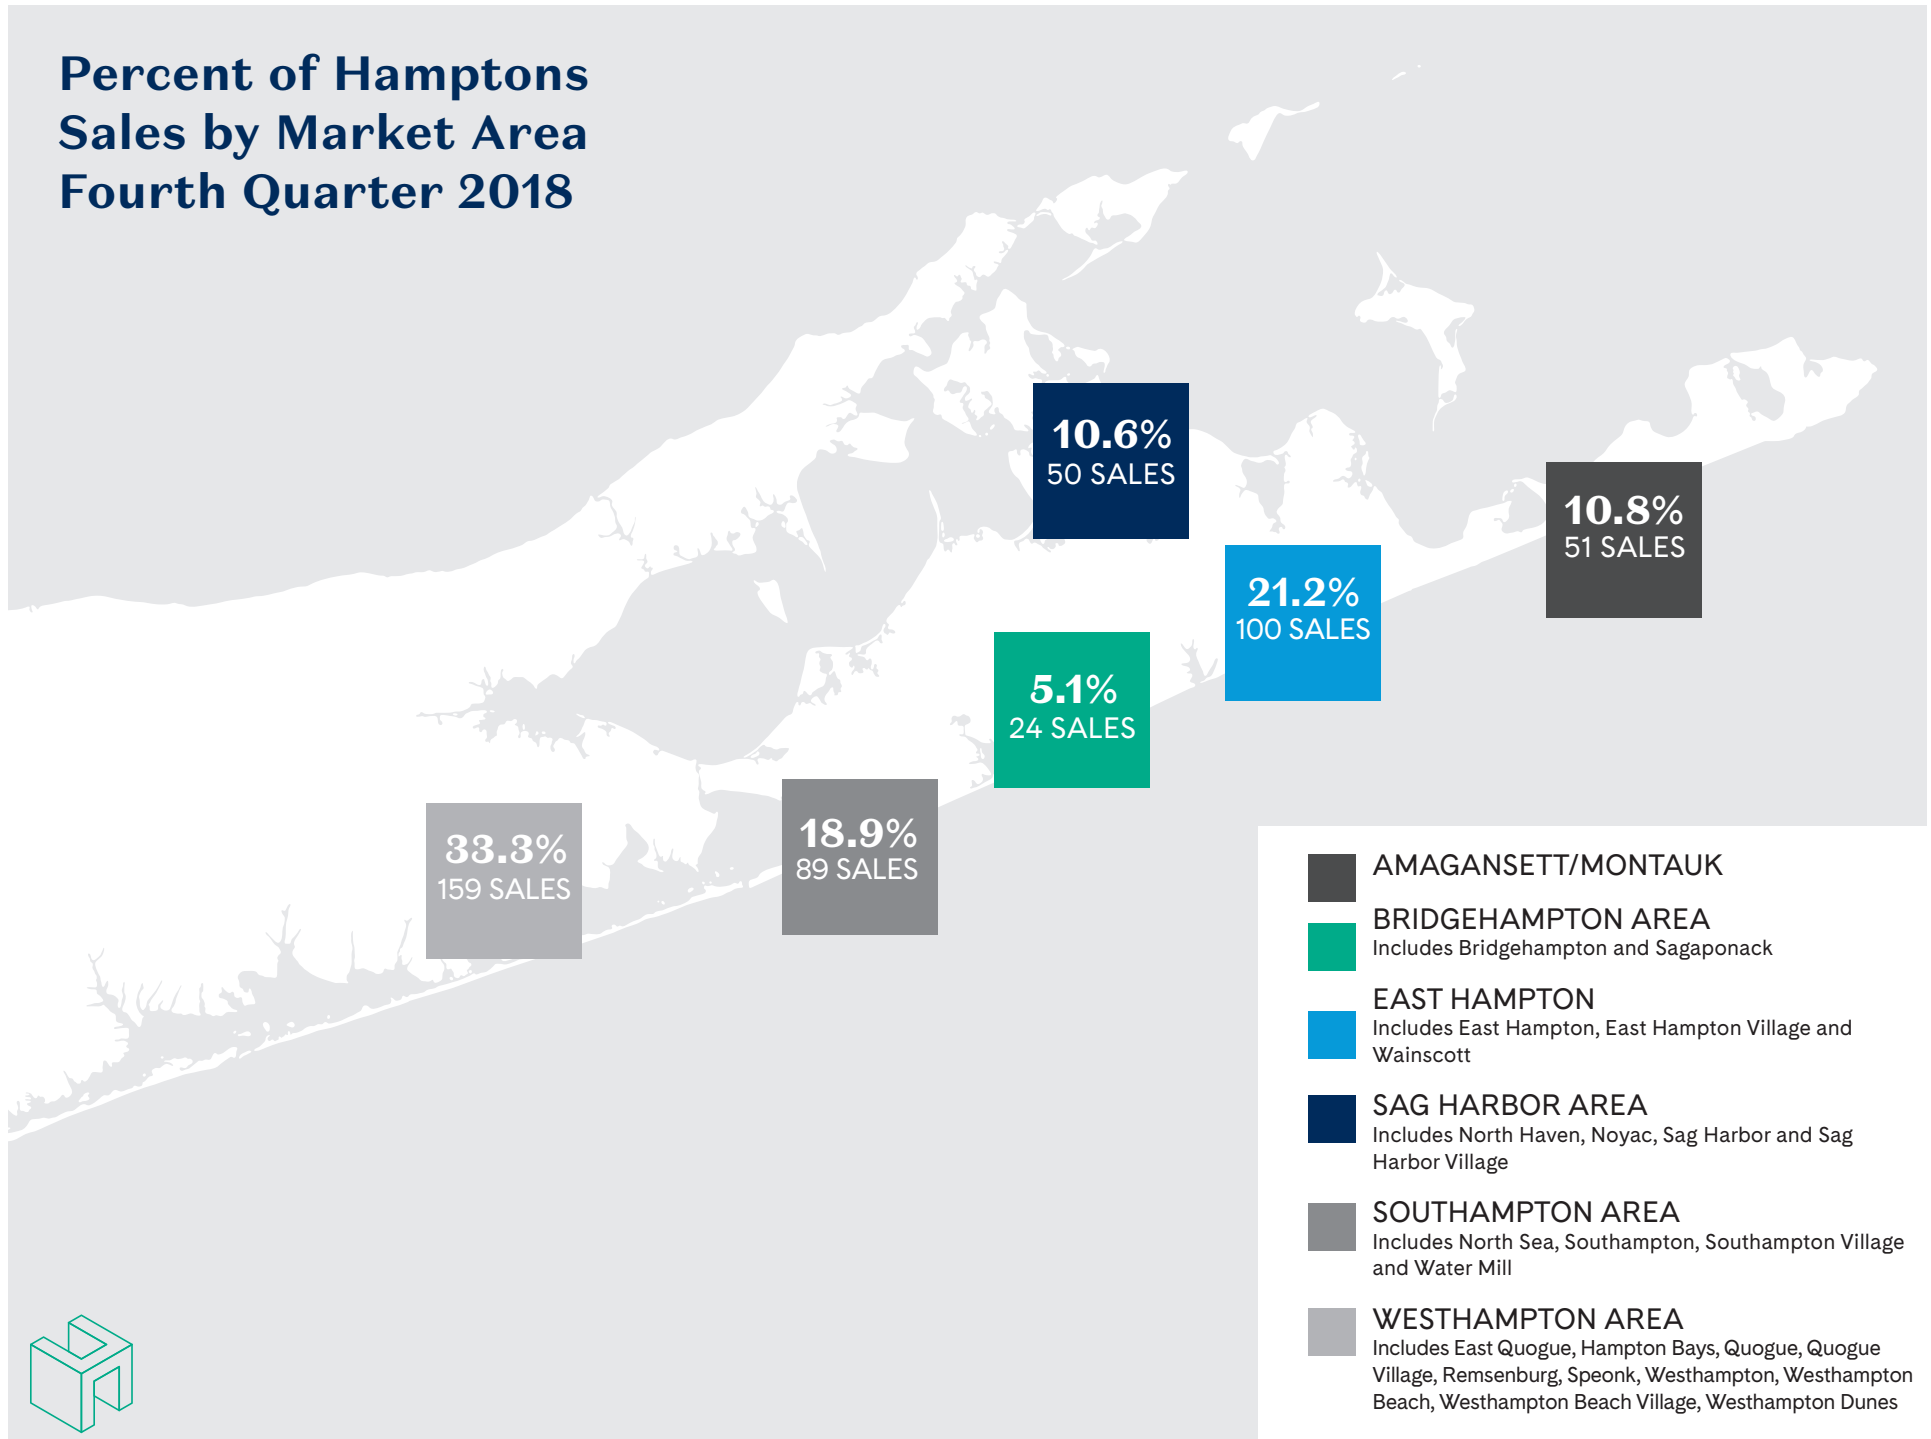 Percent of Hamptons
Sales by Market Area
Fourth Quarter 2018
10.6%
50 SALES
10.8%
51 SALES
21.2%
100 SALES
5.1%
24 SALES
18.9%
89 SALES
33.3%
159 SALES
AMAGANSETT/MONTAUK
BRIDGEHAMPTON AREA
Includes Bridgehampton and Sagaponack
EAST HAMPTON
Includes East Hampton, East Hampton Village and
Wainscott
SAG HARBOR AREA
Includes North Haven, Noyac, Sag Harbor and Sag
Harbor Village
SOUTHAMPTON AREA
Includes North Sea, Southampton, Southampton Village
and Water Mill
WESTHAMPTON AREA
Includes East Quogue, Hampton Bays, Quogue, Quogue
Village, Remsenburg, Speonk, Westhampton, Westhampton
Beach, Westhampton Beach Village, Westhampton Dunes